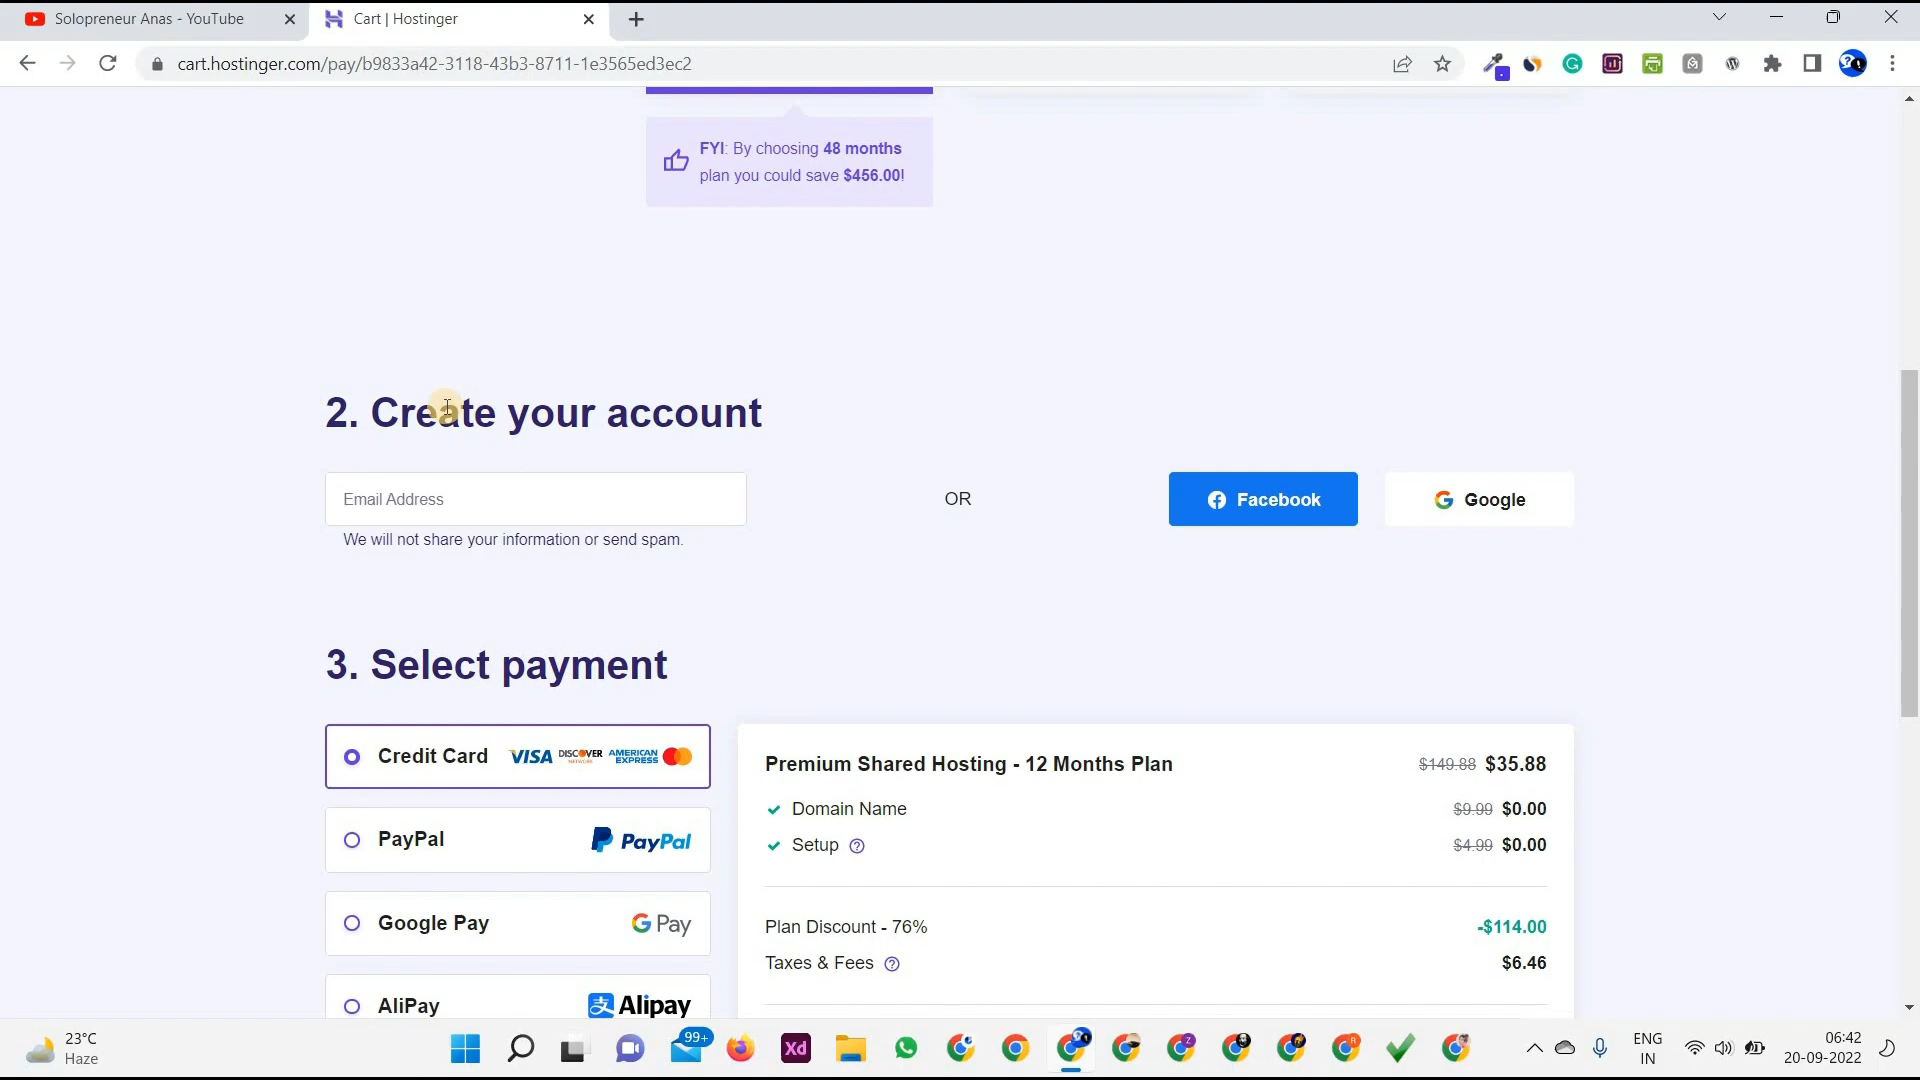 Solopreneur Anas - YouTube
Cart | Hostinger
cart.hostinger.com/pay/b9833a42-3118-43b3-8711-1e3565ed3ec2
FYI: By choosing 48 months
plan you could save $456.00!
2. Create your account
Email Address
OR
Facebook
Google
We will not share your information or send spam.
3. Select payment
Credit Card VISA DISCOVER NETWORK AMERICAN EXPRESS
PayPal PayPal
Google Pay G Pay
AliPay 支 Alipay
Premium Shared Hosting - 12 Months Plan $149.88 $35.88
Domain Name $9.99 $0.00
Setup $4.99 $0.00
Plan Discount - 76% -$114.00
Taxes & Fees $6.46
23°C
Haze
99+
Xd
ENG
IN
06:42
20-09-2022